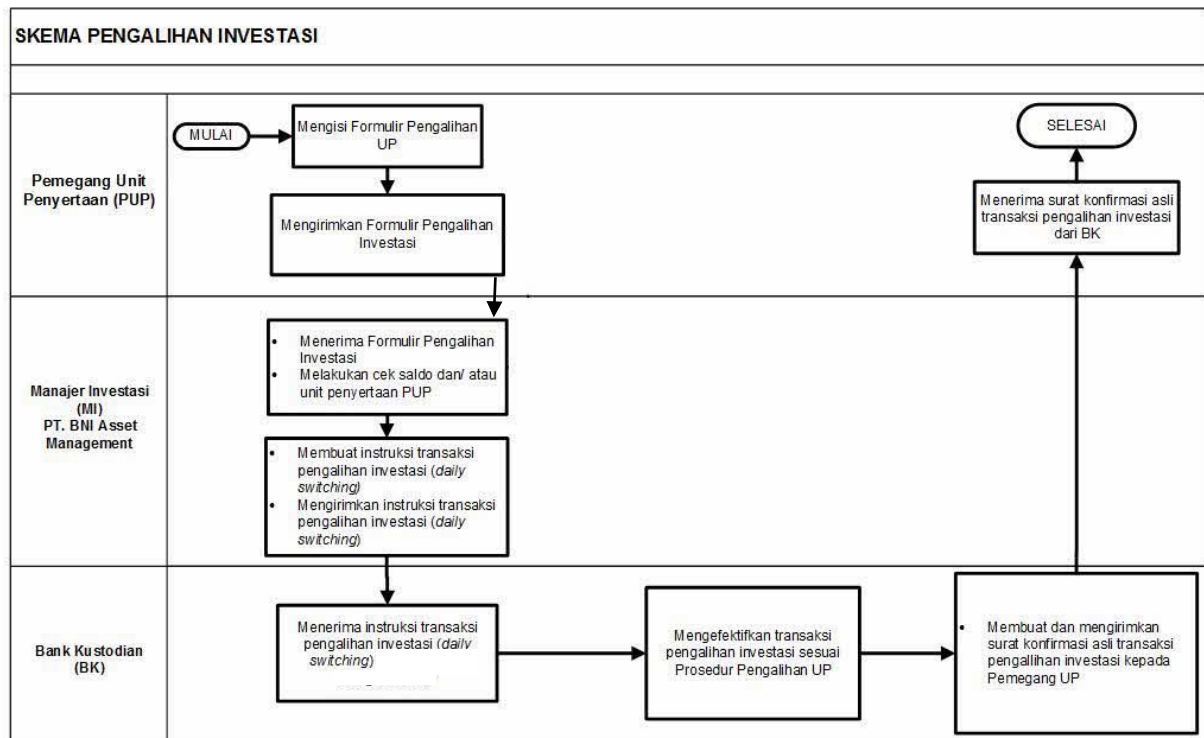 SKEMA PENGALIHAN INVESTASI
Pemegang Unit
Penyertaan (PUP)
MULAI
Mengisi Formulir Pengalihan
UP
Mengirimkan Formulir Pengalihan
Investasi
SELESAI
Menerima surat konfirmasi asli
transaksi pengalihan investasi
dari BK
Manajer Investasi
(MI)
PT. BNI Asset
Management
• Menerima Formulir Pengalihan
Investasi
• Melakukan cek saldo dan/ atau
unit penyertaan PUP
• Membuat instruksi transaksi
pengalihan investasi (daily
switching)
• Mengirimkan instruksi transaksi
pengalihan investasi (daily
switching)
Bank Kustodian
(BK)
Menerima instruksi transaksi
pengalihan investasi (daily
switching)
Mengefektifkan transaksi
pengalihan investasi sesuai
Prosedur Pengalihan UP
• Membuat dan mengirimkan
surat konfirmasi asli transaksi
pengallihan investasi kepada
Pemegang UP